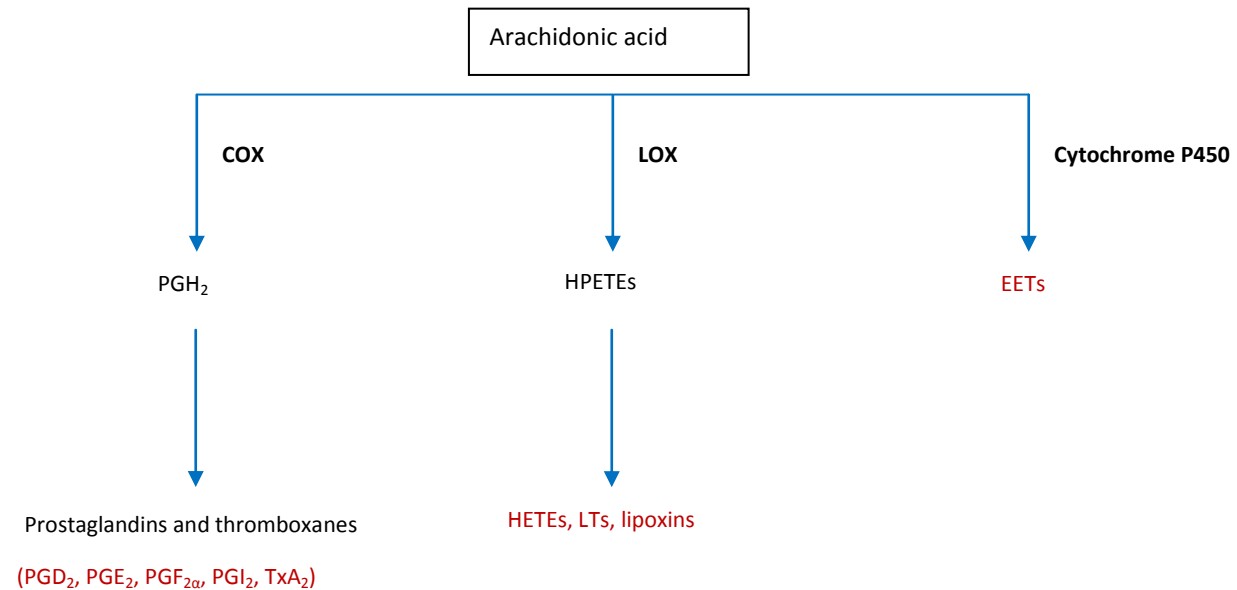 Arachidonic acid
COX
LOX
Cytochrome P450
PGH₂
HPETEs
EETs
Prostaglandins and thromboxanes
HETEs, LTs, lipoxins
(PGD₂, PGE₂, PGF₂α, PGI₂, TxA₂)